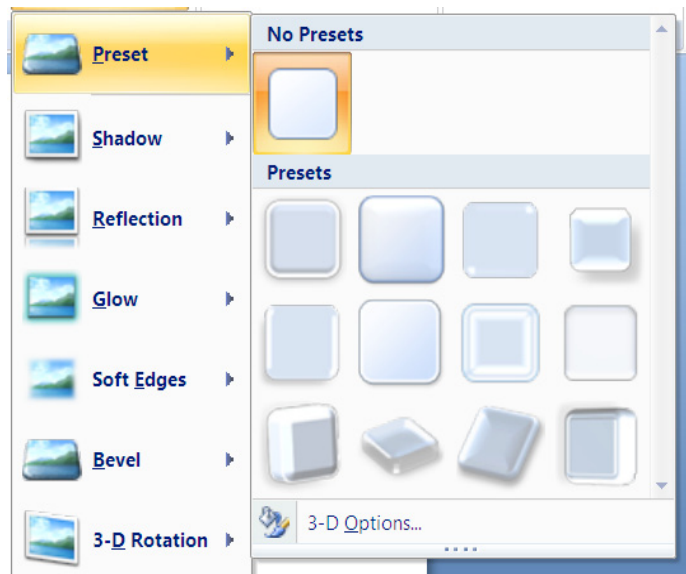 Preset
Shadow
Reflection
Glow
Soft Edges
Bevel
3-D Rotation
No Presets
Presets
3-D Options...